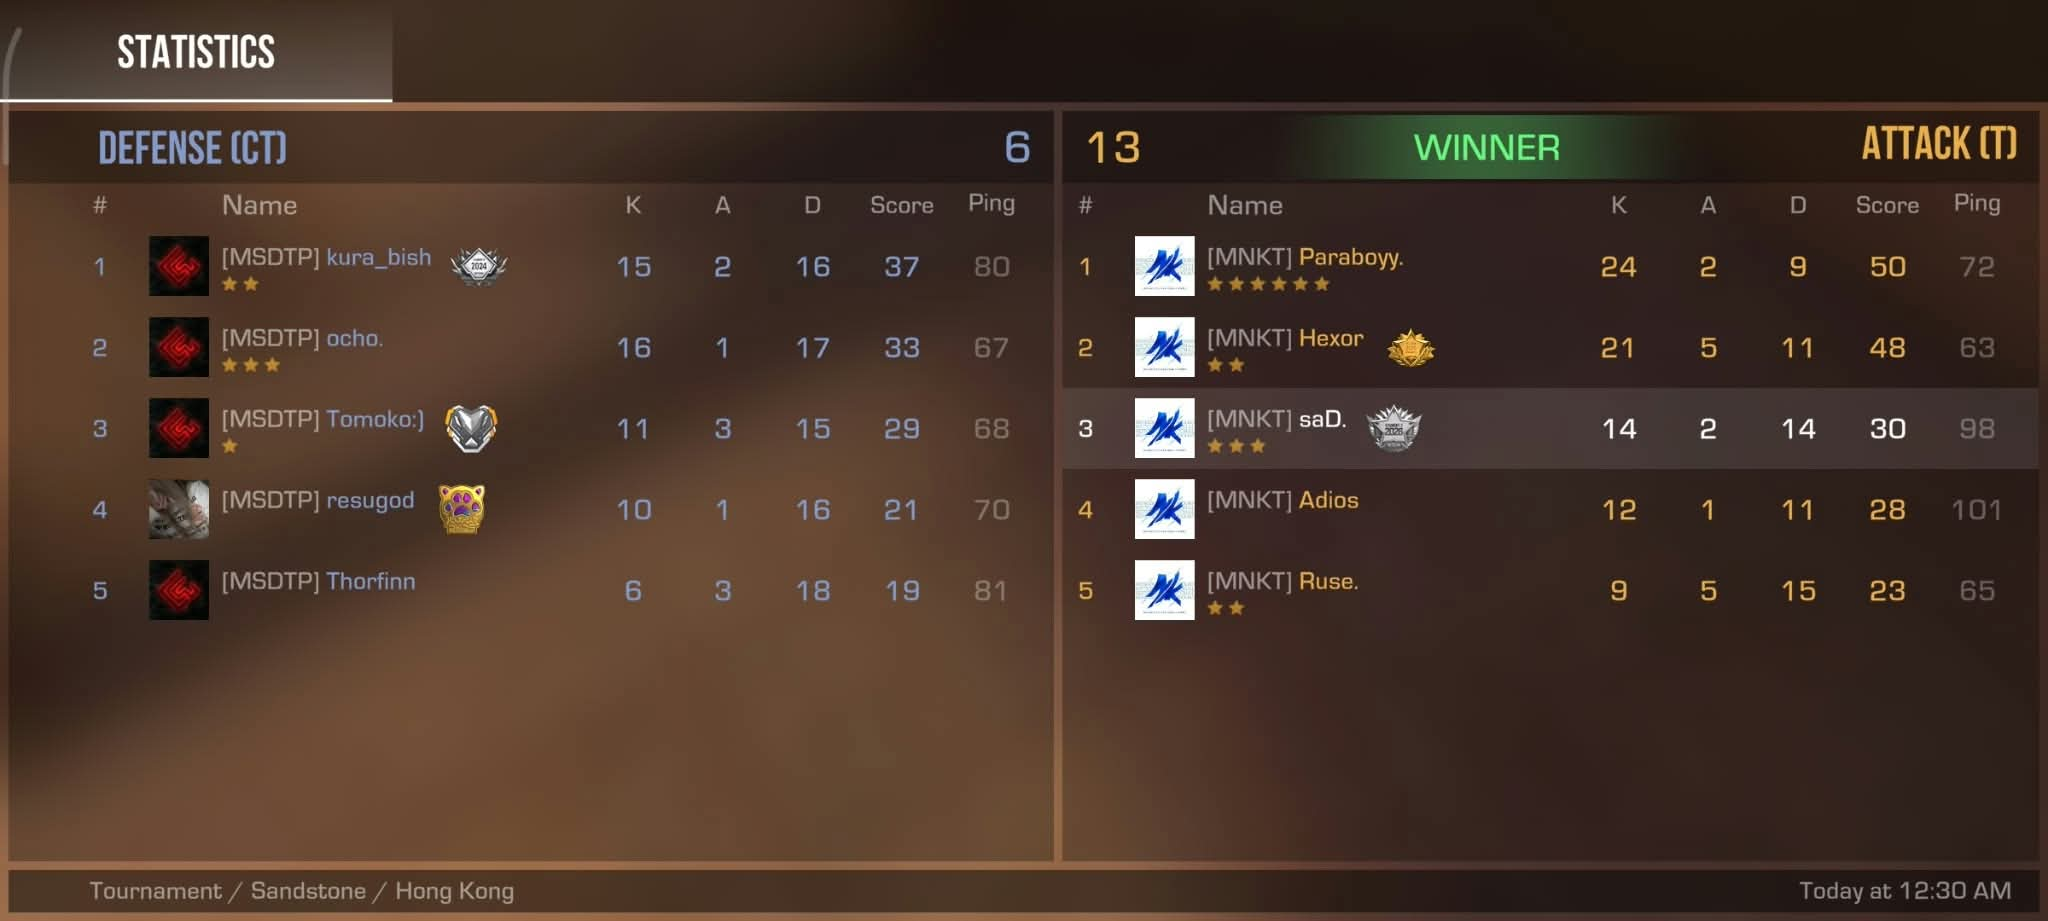 STATISTICS
DEFENSE (CT) 6
# Name K A D Score Ping
1 [MSDTP] kura_bish 2024 15 2 16 37 80
2 [MSDTP] ocho. 16 1 17 33 67
3 [MSDTP] Tomoko:) 11 3 15 29 68
4 [MSDTP] resugod 10 1 16 21 70
5 [MSDTP] Thorfinn 6 3 18 19 81
13 WINNER ATTACK (T)
# Name K A D Score Ping
1 [MNKT] Paraboyy. 24 2 9 50 72
2 [MNKT] Hexor 21 5 11 48 63
3 [MNKT] saD. 14 2 14 30 98
4 [MNKT] Adios 12 1 11 28 101
5 [MNKT] Ruse. 9 5 15 23 65
Tournament / Sandstone / Hong Kong
Today at 12:30 AM